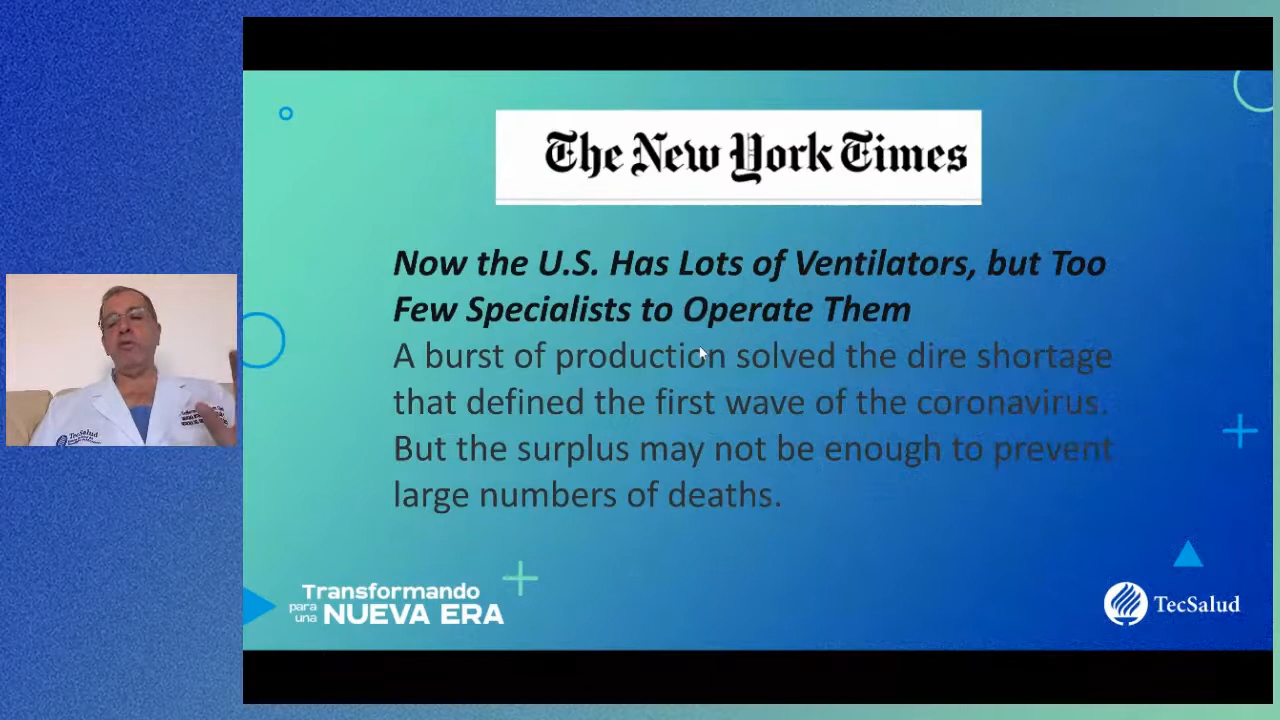 The New York Times
Now the U.S. Has Lots of Ventilators, but Too
Few Specialists to Operate Them
A burst of production solved the dire shortage
that defined the first wave of the coronavirus.
But the surplus may not be enough to prevent
large numbers of deaths.
Transformando
para una NUEVA ERA
TecSalud
TecSalud